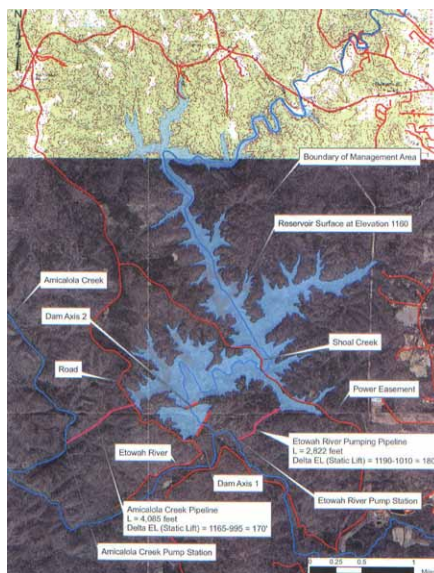 N
Boundary of Management Area
Reservoir Surface at Elevation 1160
Amicalola Creek
Dam Axis 2
Shoal Creek
Road
Power Easement
Etowah River
Etowah River Pumping Pipeline
L = 2,822 feet
Delta EL (Static Lift) = 1190-1010 = 180'
Dam Axis 1
Etowah River Pump Station
Amicalola Creek Pipeline
L = 4,085 feet
Delta EL (Static Lift) = 1165-995 = 170'
Amicalola Creek Pump Station
0 0.25 0.5 1